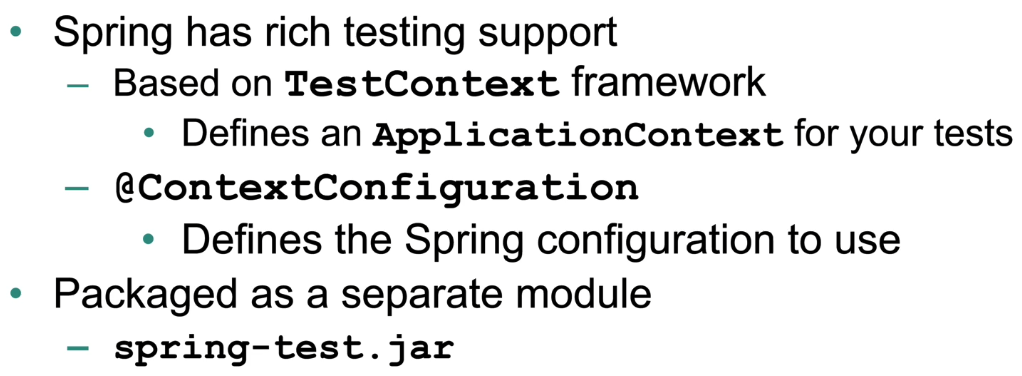 • Spring has rich testing support
– Based on TestContext framework
• Defines an ApplicationContext for your tests
– @ContextConfiguration
• Defines the Spring configuration to use
• Packaged as a separate module
– spring-test.jar